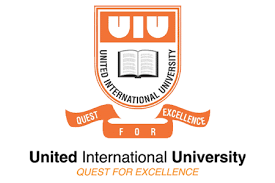 UIU
UNITED INTERNATIONAL UNIVERSITY
QUEST
FOR
EXCELLENCE
United International University
QUEST FOR EXCELLENCE